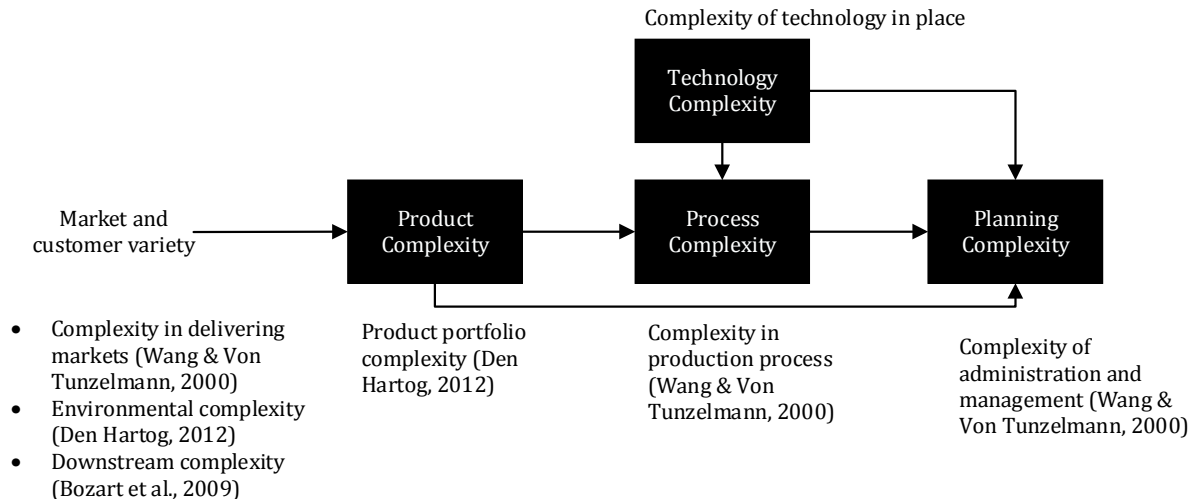 Complexity of technology in place
Technology
Complexity
Market and
customer variety
Product
Complexity
Process
Complexity
Planning
Complexity
• Complexity in delivering
markets (Wang & Von
Tunzelmann, 2000)
• Environmental complexity
(Den Hartog, 2012)
• Downstream complexity
(Bozart et al., 2009)
Product portfolio
complexity (Den
Hartog, 2012)
Complexity in
production process
(Wang & Von
Tunzelmann, 2000)
Complexity of
administration and
management (Wang &
Von Tunzelmann, 2000)